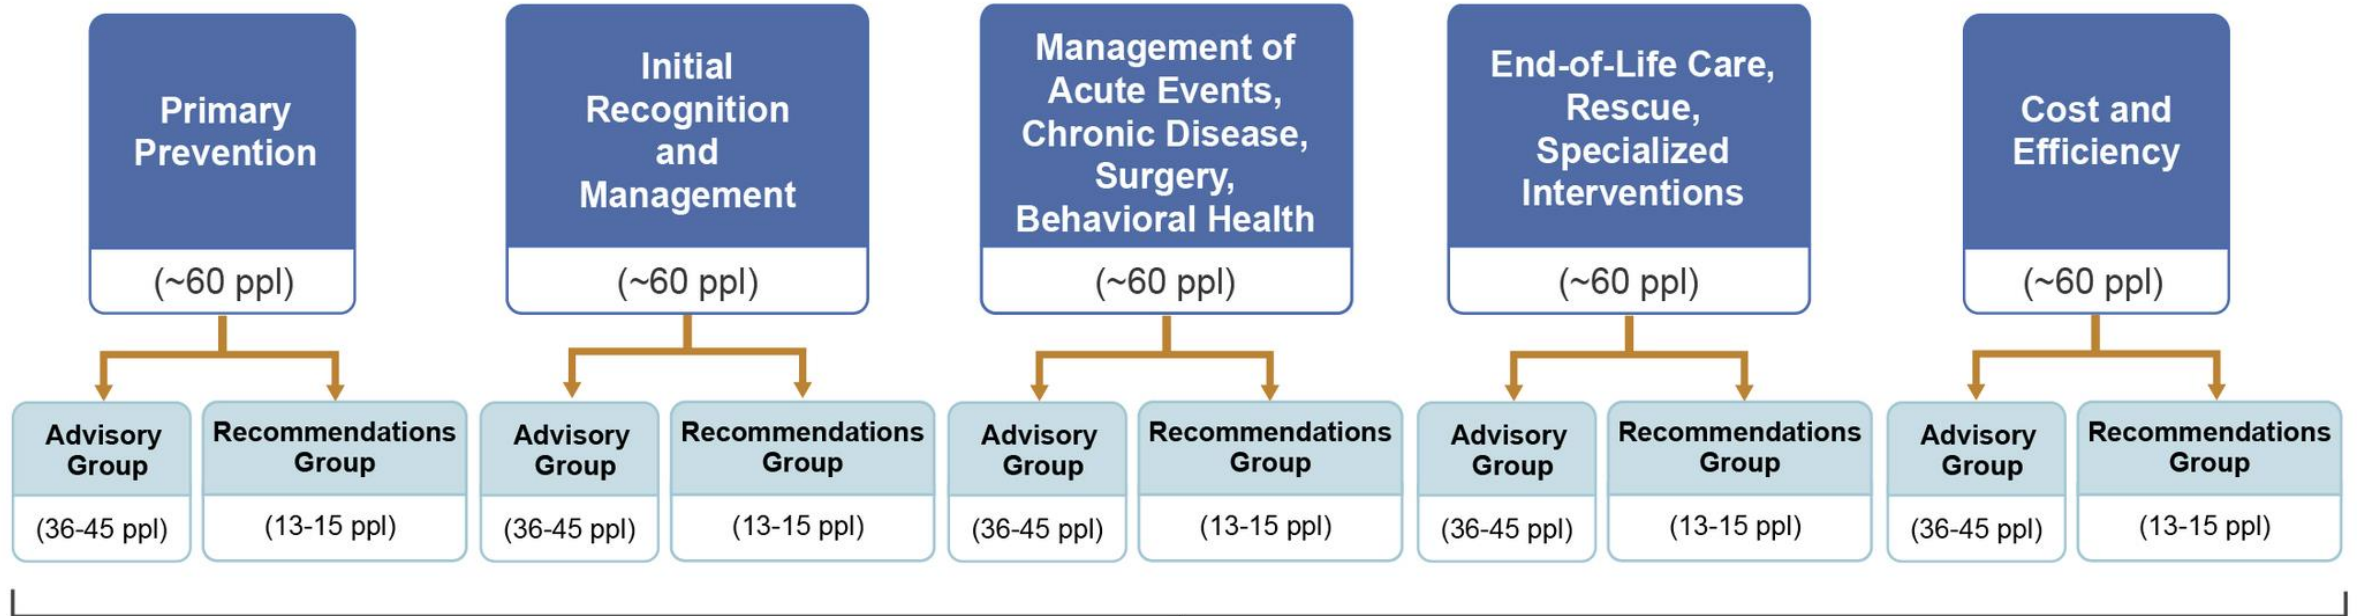 Primary
Prevention
(~60 ppl)
Initial
Recognition
and
Management
(~60 ppl)
Management of
Acute Events,
Chronic Disease,
Surgery,
Behavioral Health
(~60 ppl)
End-of-Life Care,
Rescue,
Specialized
Interventions
(~60 ppl)
Cost and
Efficiency
(~60 ppl)
Advisory
Group
(36-45 ppl)
Recommendations
Group
(13-15 ppl)
Advisory
Group
(36-45 ppl)
Recommendations
Group
(13-15 ppl)
Advisory
Group
(36-45 ppl)
Recommendations
Group
(13-15 ppl)
Advisory
Group
(36-45 ppl)
Recommendations
Group
(13-15 ppl)
Advisory
Group
(36-45 ppl)
Recommendations
Group
(13-15 ppl)